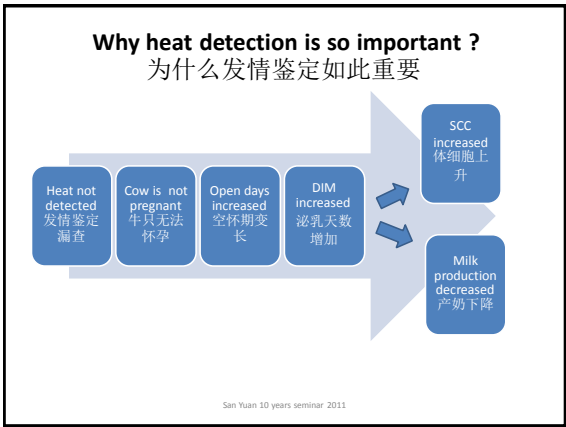 Why heat detection is so important ?
为什么发情鉴定如此重要
Heat not
detected
发情鉴定
漏查
Cow is not
pregnant
牛只无法
怀孕
Open days
increased
空怀期变
长
DIM
increased
泌乳天数
增加
SCC
increased
体细胞上
升
Milk
production
decreased
产奶下降
San Yuan 10 years seminar 2011